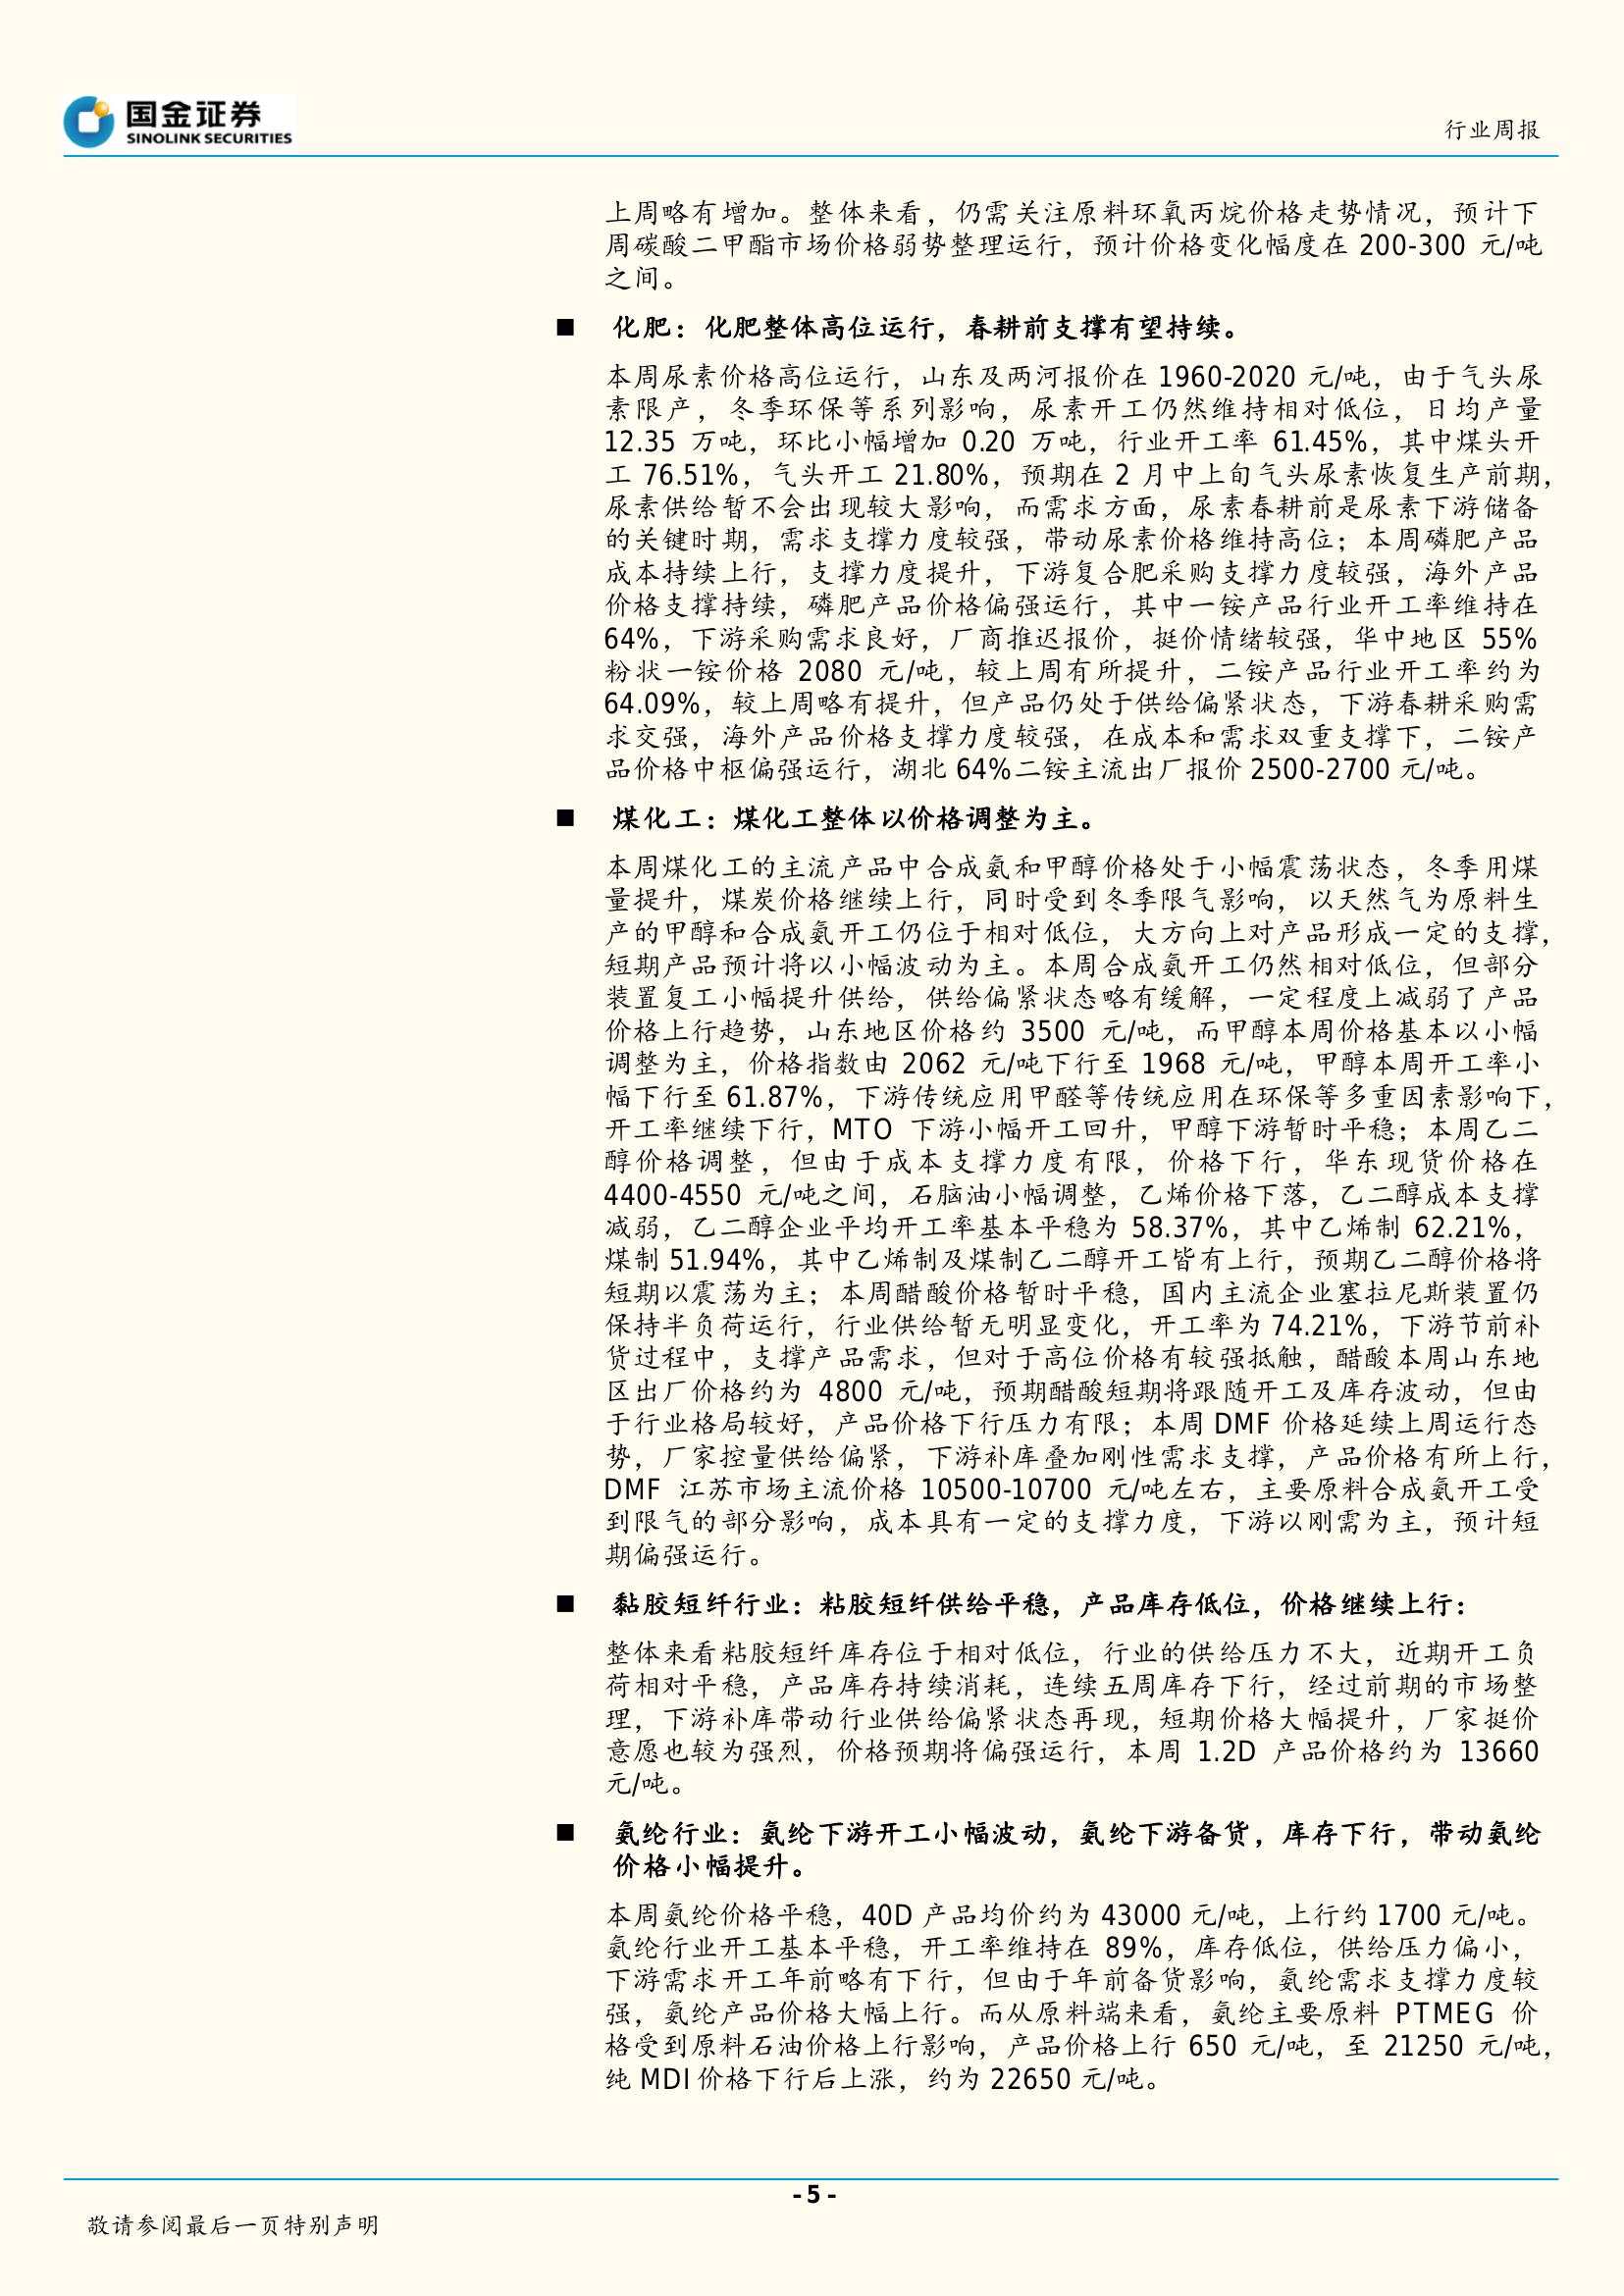 国金证券
SINOLINK SECURITIES
行业周报
上周略有增加。整体来看，仍需关注原料环氧丙烷价格走势情况，预计下
周碳酸二甲酯市场价格弱势整理运行，预计价格变化幅度在 200-300 元/吨
之间。
■ 化肥：化肥整体高位运行，春耕前支撑有望持续。
本周尿素价格高位运行，山东及两河报价在 1960-2020 元/吨，由于气头尿
素限产，冬季环保等系列影响，尿素开工仍然维持相对低位，日均产量
12.35 万吨，环比小幅增加 0.20 万吨，行业开工率 61.45%，其中煤头开
工 76.51%，气头开工 21.80%，预期在 2 月中上旬气头尿素恢复生产前期，
尿素供给暂不会出现较大影响，而需求方面，尿素春耕前是尿素下游储备
的关键时期，需求支撑力度较强，带动尿素价格维持高位；本周磷肥产品
成本持续上行，支撑力度提升，下游复合肥采购支撑力度较强，海外产品
价格支撑持续，磷肥产品价格偏强运行，其中一铵产品行业开工率维持在
64%，下游采购需求良好，厂商推迟报价，挺价情绪较强，华中地区 55%
粉状一铵价格 2080 元/吨，较上周有所提升，二铵产品行业开工率约为
64.09%，较上周略有提升，但产品仍处于供给偏紧状态，下游春耕采购需
求交强，海外产品价格支撑力度较强，在成本和需求双重支撑下，二铵产
品价格中枢偏强运行，湖北 64%二铵主流出厂报价 2500-2700 元/吨。
■ 煤化工：煤化工整体以价格调整为主。
本周煤化工的主流产品中合成氨和甲醇价格处于小幅震荡状态，冬季用煤
量提升，煤炭价格继续上行，同时受到冬季限气影响，以天然气为原料生
产的甲醇和合成氨开工仍位于相对低位，大方向上对产品形成一定的支撑，
短期产品预计将以小幅波动为主。本周合成氨开工仍然相对低位，但部分
装置复工小幅提升供给，供给偏紧状态略有缓解，一定程度上减弱了产品
价格上行趋势，山东地区价格约 3500 元/吨，而甲醇本周价格基本以小幅
调整为主，价格指数由 2062 元/吨下行至 1968 元/吨，甲醇本周开工率小
幅下行至 61.87%，下游传统应用甲醛等传统应用在环保等多重因素影响下，
开工率继续下行，MTO 下游小幅开工回升，甲醇下游暂时平稳；本周乙二
醇价格调整，但由于成本支撑力度有限，价格下行，华东现货价格在
4400-4550 元/吨之间，石脑油小幅调整，乙烯价格下落，乙二醇成本支撑
减弱，乙二醇企业平均开工率基本平稳为 58.37%，其中乙烯制 62.21%，
煤制 51.94%，其中乙烯制及煤制乙二醇开工皆有上行，预期乙二醇价格将
短期以震荡为主；本周醋酸价格暂时平稳，国内主流企业塞拉尼斯装置仍
保持半负荷运行，行业供给暂无明显变化，开工率为 74.21%，下游节前补
货过程中，支撑产品需求，但对于高位价格有较强抵触，醋酸本周山东地
区出厂价格约为 4800 元/吨，预期醋酸短期将跟随开工及库存波动，但由
于行业格局较好，产品价格下行压力有限；本周 DMF 价格延续上周运行态
势，厂家控量供给偏紧，下游补库叠加刚性需求支撑，产品价格有所上行，
DMF 江苏市场主流价格 10500-10700 元/吨左右，主要原料合成氨开工受
到限气的部分影响，成本具有一定的支撑力度，下游以刚需为主，预计短
期偏强运行。
■ 黏胶短纤行业：粘胶短纤供给平稳，产品库存低位，价格继续上行：
整体来看粘胶短纤库存位于相对低位，行业的供给压力不大，近期开工负
荷相对平稳，产品库存持续消耗，连续五周库存下行，经过前期的市场整
理，下游补库带动行业供给偏紧状态再现，短期价格大幅提升，厂家挺价
意愿也较为强烈，价格预期将偏强运行，本周 1.2D 产品价格约为 13660
元/吨。
■ 氨纶行业：氨纶下游开工小幅波动，氨纶下游备货，库存下行，带动氨纶
价格小幅提升。
本周氨纶价格平稳，40D 产品均价约为 43000 元/吨，上行约 1700 元/吨。
氨纶行业开工基本平稳，开工率维持在 89%，库存低位，供给压力偏小，
下游需求开工年前略有下行，但由于年前备货影响，氨纶需求支撑力度较
强，氨纶产品价格大幅上行。而从原料端来看，氨纶主要原料 PTMEG 价
格受到原料石油价格上行影响，产品价格上行 650 元/吨，至 21250 元/吨，
纯 MDI 价格下行后上涨，约为 22650 元/吨。
- 5 -
敬请参阅最后一页特别声明